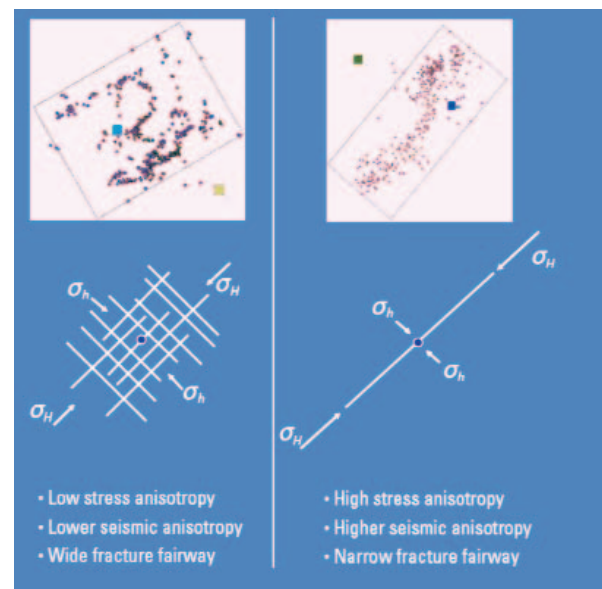 σH
σh
σh
σH
• Low stress anisotropy
• Lower seismic anisotropy
• Wide fracture fairway
σH
σh
σh
σH
• High stress anisotropy
• Higher seismic anisotropy
• Narrow fracture fairway